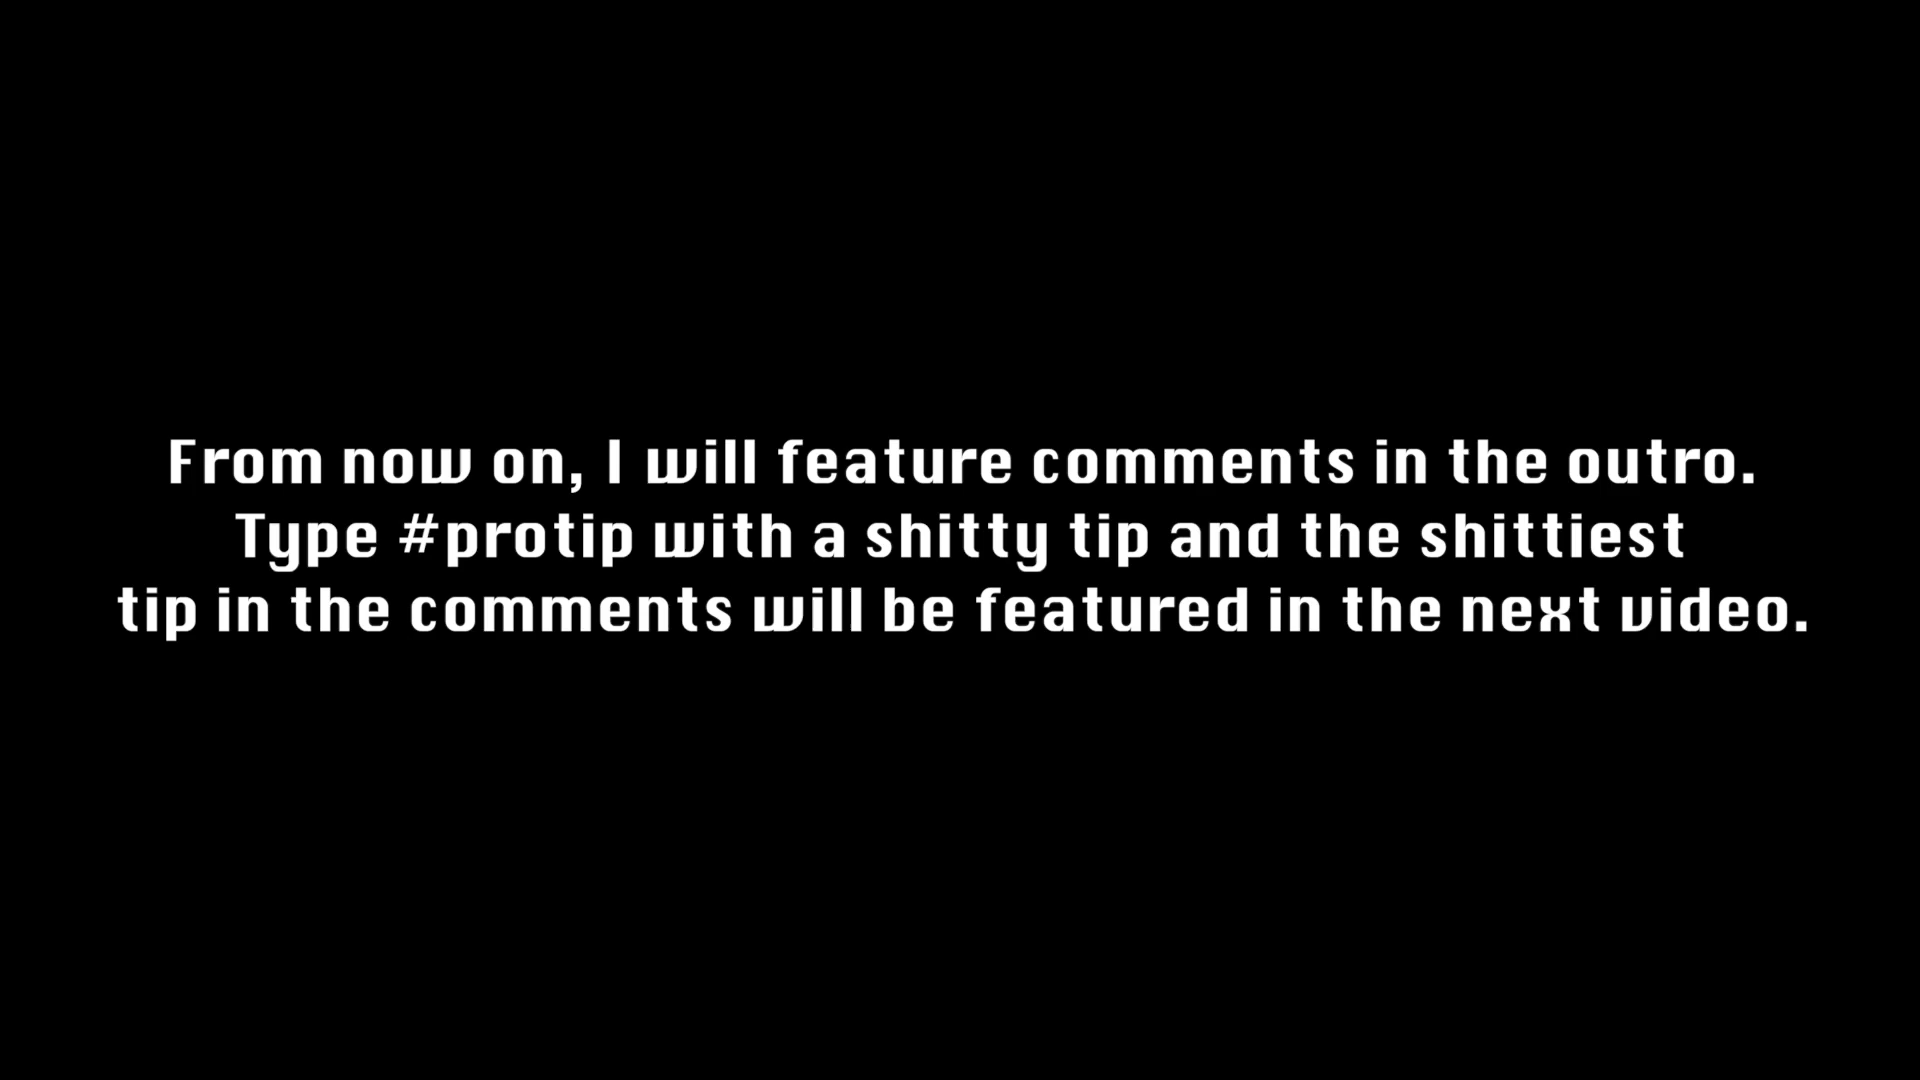 From now on, I will feature comments in the outro.
Type #protip with a shitty tip and the shittiest
tip in the comments will be featured in the next video.